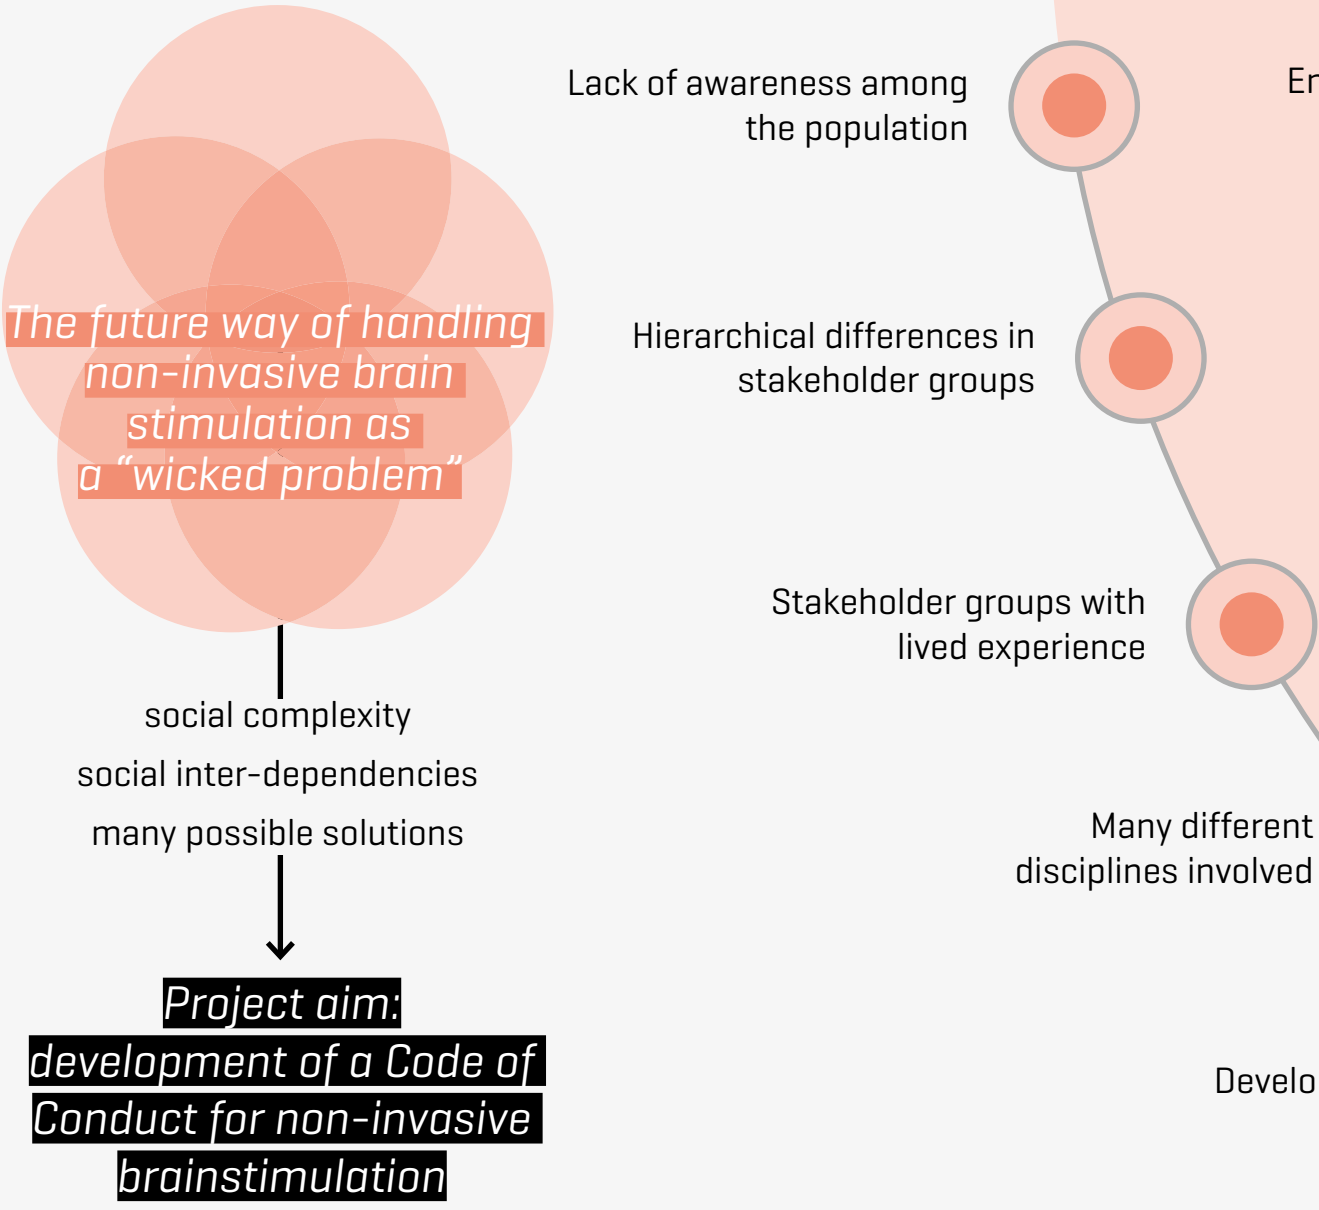 The future way of handling
non-invasive brain
stimulation as
a “wicked problem”
social complexity
social inter-dependencies
many possible solutions
Project aim:
development of a Code of
Conduct for non-invasive
brainstimulation
Lack of awareness among
the population
Hierarchical differences in
stakeholder groups
Stakeholder groups with
lived experience
Many different
disciplines involved